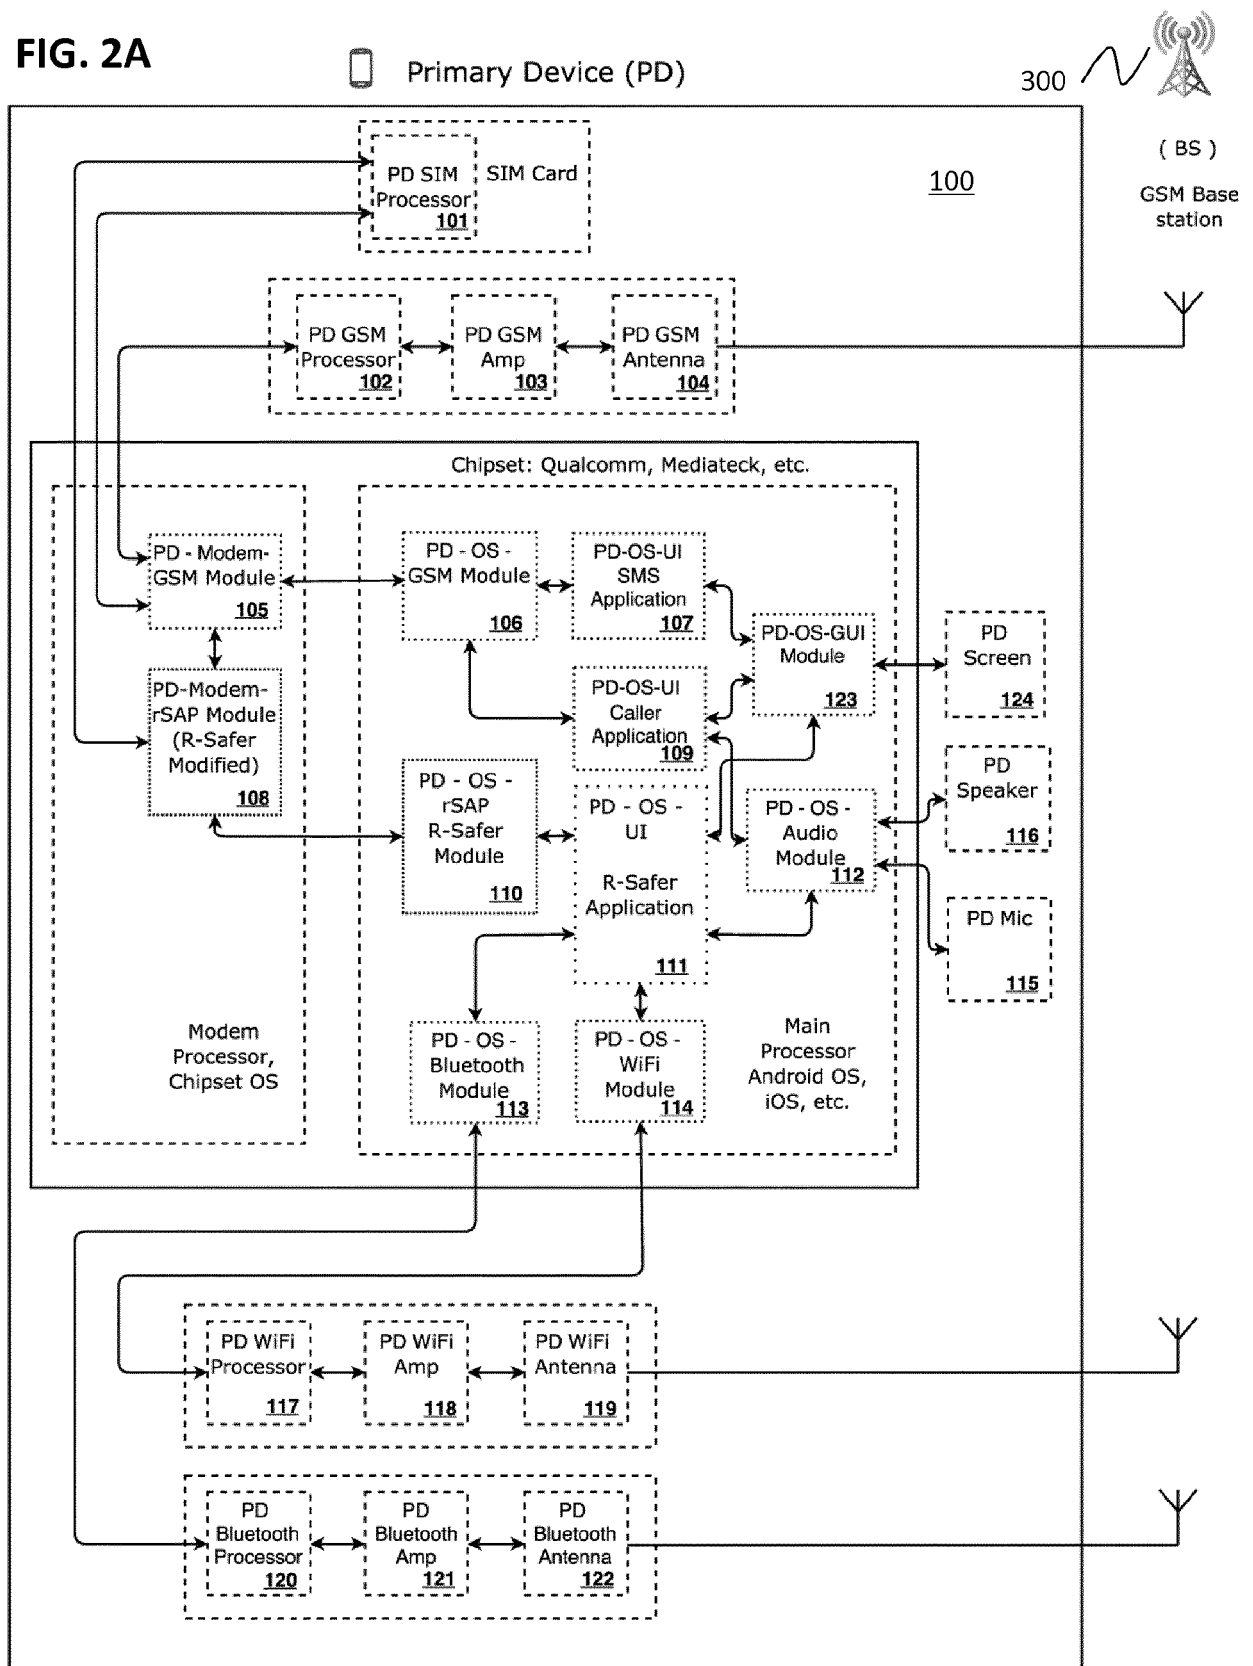 FIG. 2A
Primary Device (PD)
300
( BS )
GSM Base
station
100
PD SIM
Processor
101
SIM Card
PD GSM
Processor
102
PD GSM
Amp
103
PD GSM
Antenna
104
Chipset: Qualcomm, Mediateck, etc.
PD - Modem-
GSM Module
105
PD - OS -
GSM Module
106
PD-OS-UI
SMS
Application
107
PD-OS-GUI
Module
123
PD
Screen
124
PD-Modem-
rSAP Module
(R-Safer
Modified)
108
PD-OS-UI
Caller
Application
109
PD - OS -
rSAP
R-Safer
Module
110
PD - OS -
UI
R-Safer
Application
111
PD - OS -
Audio
Module
112
PD
Speaker
116
PD Mic
115
Modem
Processor,
Chipset OS
PD - OS -
Bluetooth
Module
113
PD - OS -
WiFi
Module
114
Main
Processor
Android OS,
iOS, etc.
PD WiFi
Processor
117
PD WiFi
Amp
118
PD WiFi
Antenna
119
PD
Bluetooth
Processor
120
PD
Bluetooth
Amp
121
PD
Bluetooth
Antenna
122